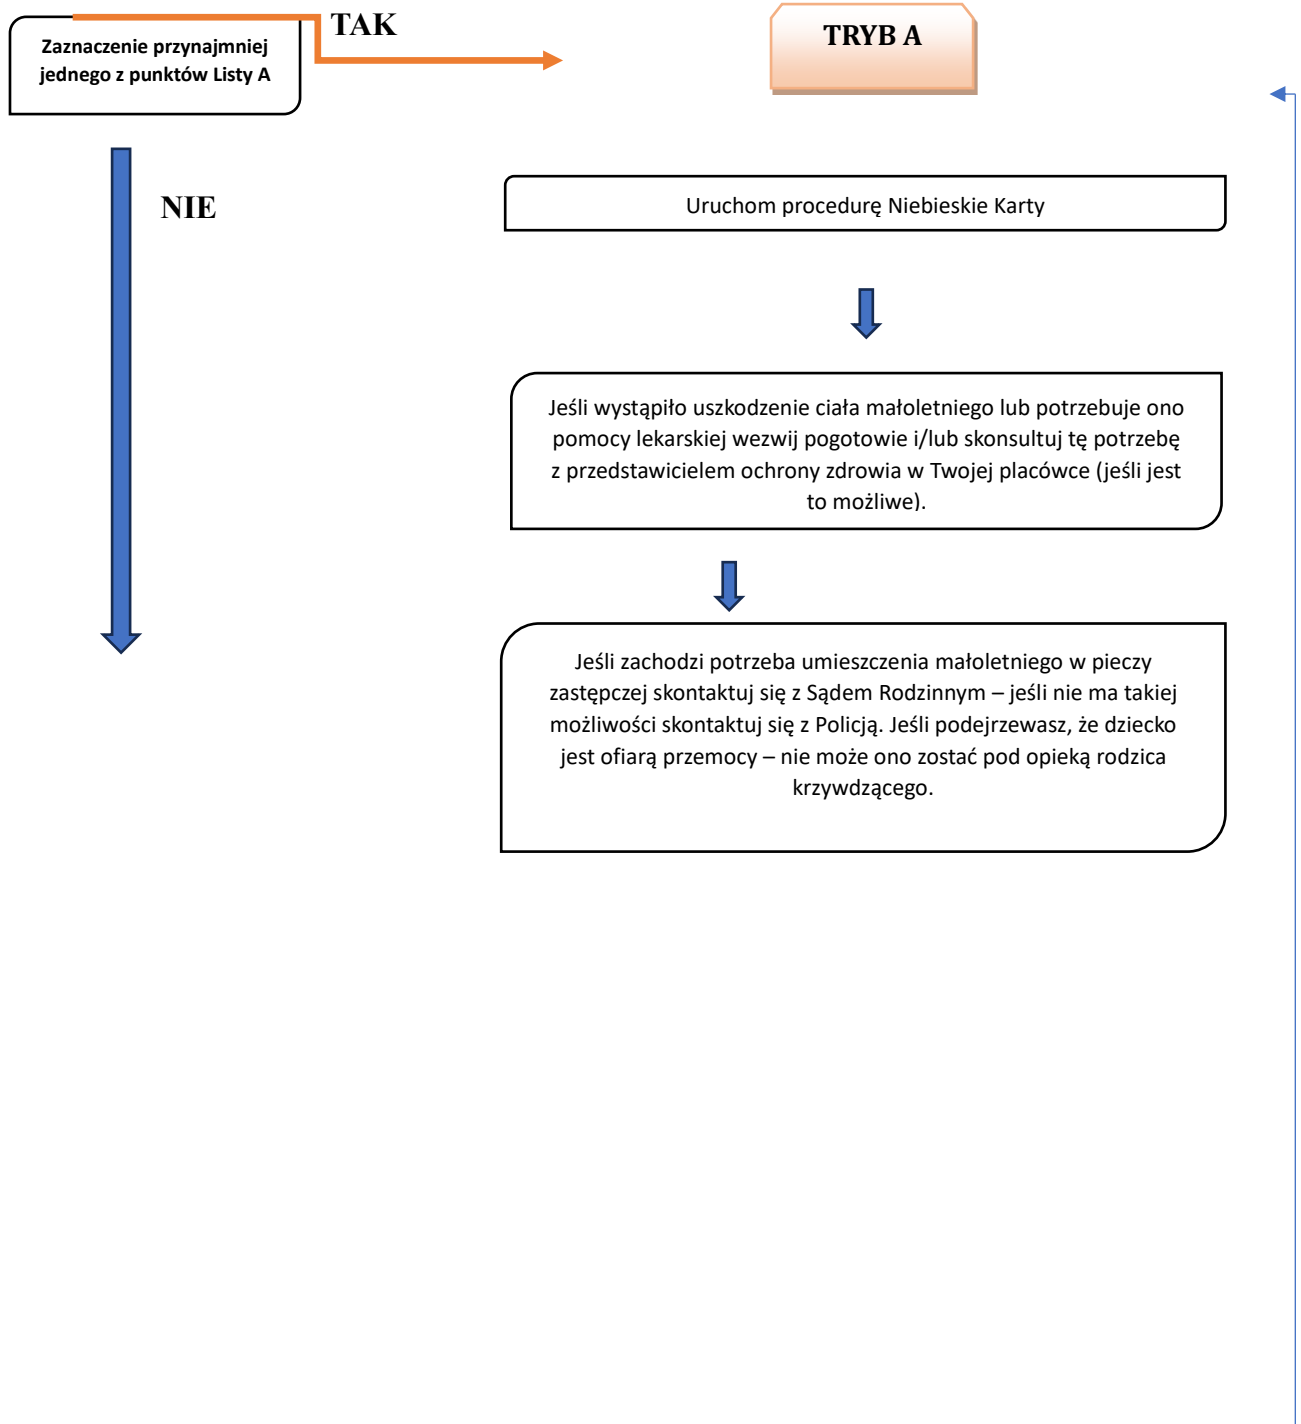 Zaznaczenie przynajmniej
jednego z punktów Listy A
TAK
TRYB A
NIE
Uruchom procedurę Niebieskie Karty
Jeśli wystąpiło uszkodzenie ciała małoletniego lub potrzebuje ono
pomocy lekarskiej wezwij pogotowie i/lub skonsultuj tę potrzebę
z przedstawicielem ochrony zdrowia w Twojej placówce (jeśli jest
to możliwe).
Jeśli zachodzi potrzeba umieszczenia małoletniego w pieczy
zastępczej skontaktuj się z Sądem Rodzinnym – jeśli nie ma takiej
możliwości skontaktuj się z Policją. Jeśli podejrzewasz, że dziecko
jest ofiarą przemocy – nie może ono zostać pod opieką rodzica
krzywdzącego.